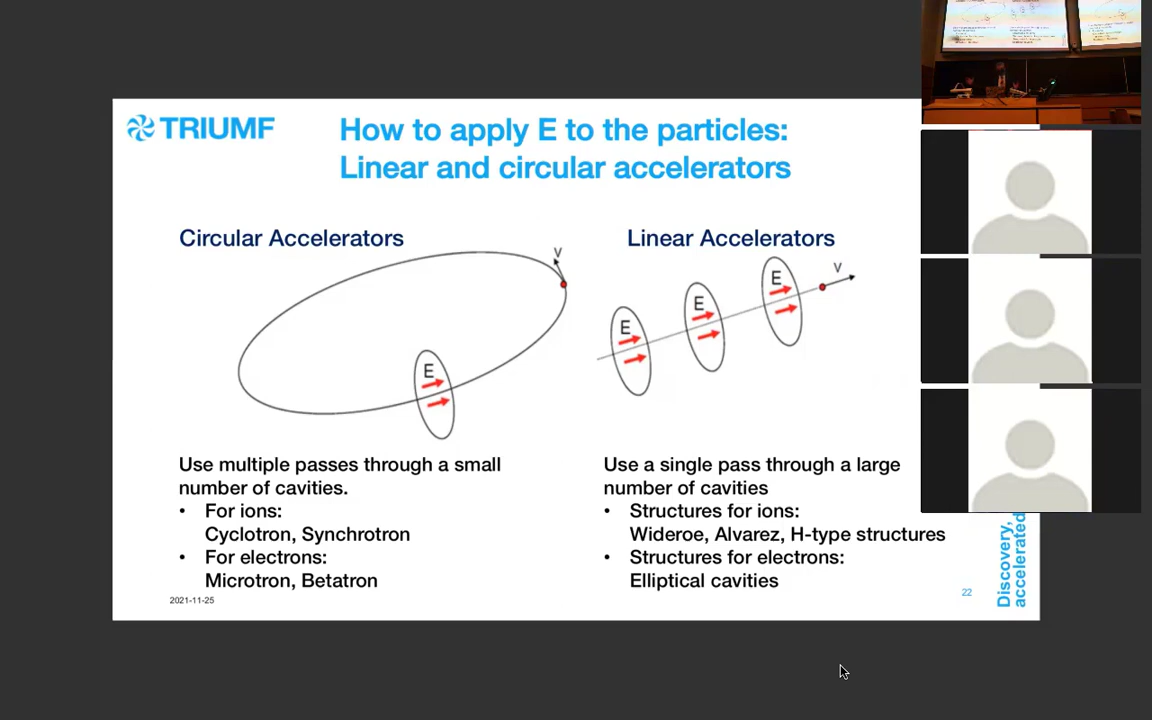 TRIUMF
How to apply E to the particles:
Linear and circular accelerators
Circular Accelerators
Linear Accelerators
v
E
E
E
E
v
Use multiple passes through a small
number of cavities.
• For ions:
Cyclotron, Synchrotron
• For electrons:
Microtron, Betatron
Use a single pass through a large
number of cavities
• Structures for ions:
Wideroe, Alvarez, H-type structures
• Structures for electrons:
Elliptical cavities
2021-11-25
22
Discovery,
accelerated